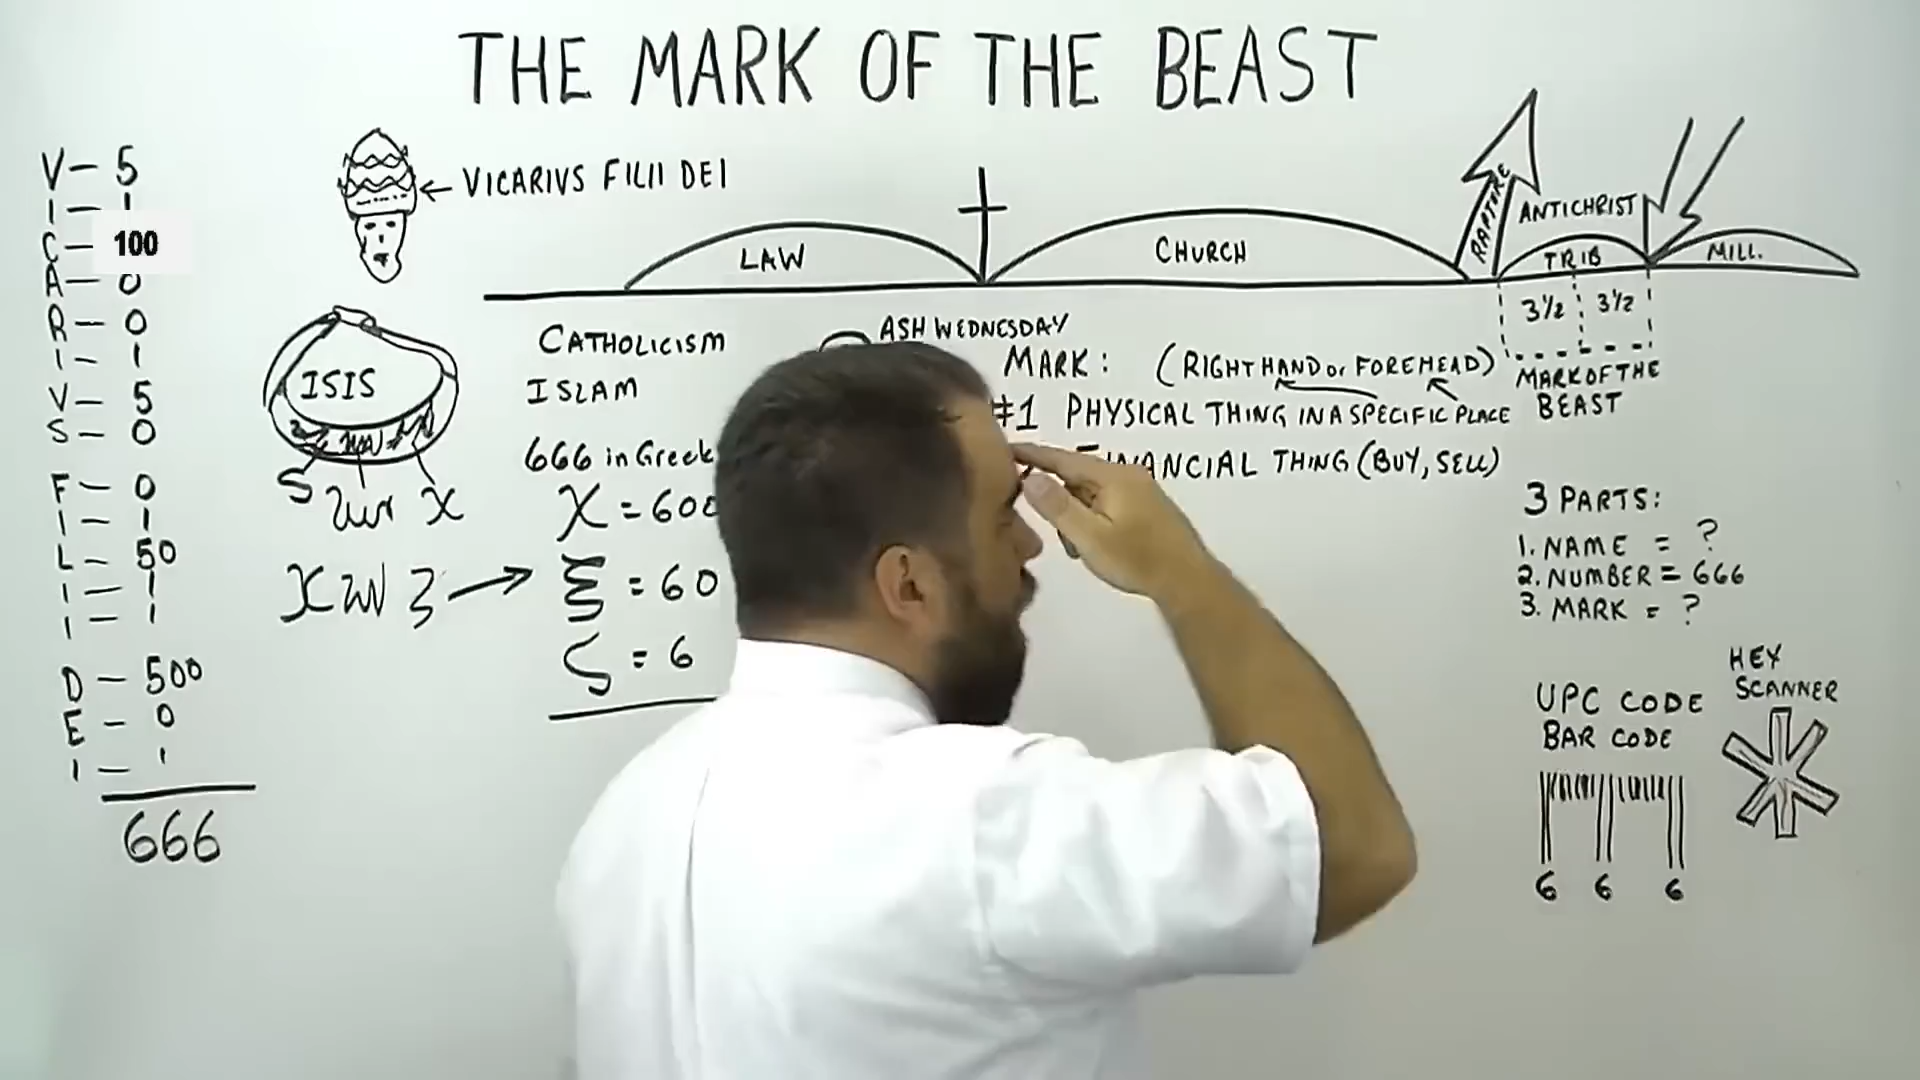 THE MARK OF THE BEAST
V- 5
I- 1
C- 100
A- 0
R- 0
I- 1
V- 5
S- 0
F- 0
I- 1
L- 50
I- 1
I- 1
D- 500
E- 0
I- 1
666
VICARIVS FILII DEI
ISIS
LAW
CHURCH
RAPTURE
ANTICHRIST
TRIB
MILL.
3½ 3½
MARK OF THE
BEAST
CATHOLICISM
ISLAM
666 in Greek
X = 600
ξ = 60
ς = 6
ASH WEDNESDAY
MARK: (RIGHT HAND or FOREHEAD)
#1 PHYSICAL THING IN A SPECIFIC PLACE
FINANCIAL THING (BUY, SELL)
3 PARTS:
1. NAME = ?
2. NUMBER = 666
3. MARK = ?
HEY
SCANNER
UPC CODE
BAR CODE
6 6 6